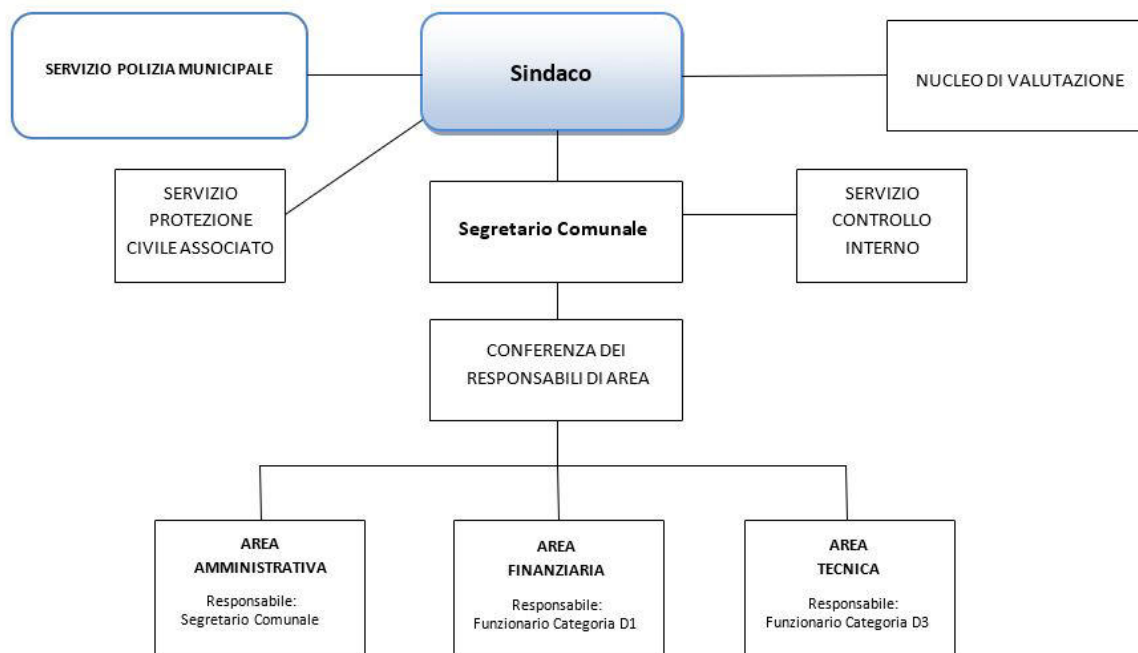 SERVIZIO POLIZIA MUNICIPALE
Sindaco
NUCLEO DI VALUTAZIONE
SERVIZIO
PROTEZIONE
CIVILE ASSOCIATO
Segretario Comunale
SERVIZIO
CONTROLLO
INTERNO
CONFERENZA DEI
RESPONSABILI DI AREA
AREA
AMMINISTRATIVA
Responsabile:
Segretario Comunale
AREA
FINANZIARIA
Responsabile:
Funzionario Categoria D1
AREA
TECNICA
Responsabile:
Funzionario Categoria D3